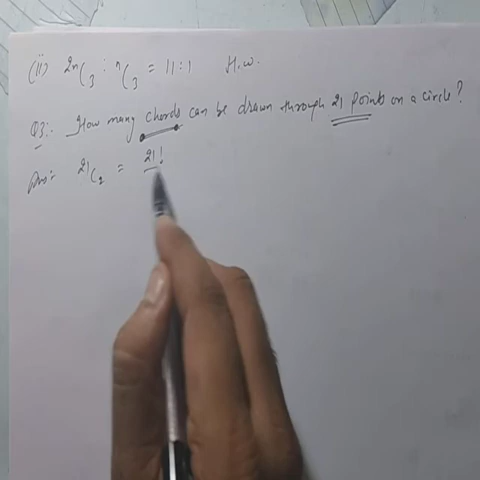 (ii) 2nC3 : nC3 = 11:1 H.w.
Q3:- How many chords can be drawn through 21 points on a circle?
21C2 = 21!